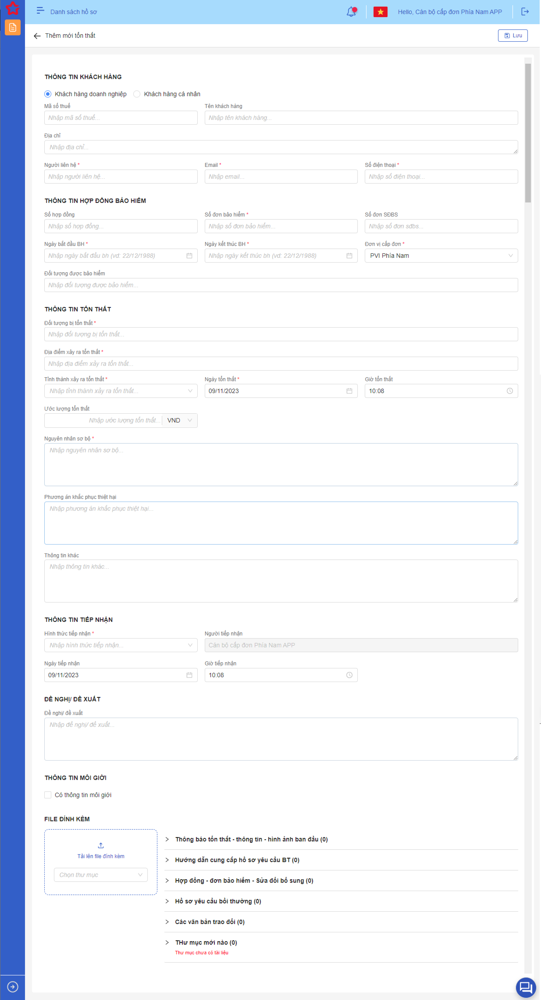 Danh sách hồ sơ
Hello, Cán bộ cấp đơn Phía Nam APP
Thêm mới tổn thất
Lưu
THÔNG TIN KHÁCH HÀNG
Khách hàng doanh nghiệp Khách hàng cá nhân
Mã số thuế Tên khách hàng
Nhập mã số thuế... Nhập tên khách hàng...
Địa chỉ
Nhập địa chỉ...
Người liên hệ * Email * Số điện thoại *
Nhập người liên hệ... Nhập email... Nhập số điện thoại...
THÔNG TIN HỢP ĐỒNG BẢO HIỂM
Số hợp đồng Số đơn bảo hiểm * Số đơn SĐBS
Nhập số hợp đồng... Nhập số đơn bảo hiểm... Nhập số đơn sđbs...
Ngày bắt đầu BH * Ngày kết thúc BH * Đơn vị cấp đơn *
Nhập ngày bắt đầu bh (vd: 22/12/1988) Nhập ngày kết thúc bh (vd: 22/12/1988) PVI Phía Nam
Đối tượng được bảo hiểm
Nhập đối tượng được bảo hiểm...
THÔNG TIN TỔN THẤT
Đối tượng bị tổn thất *
Nhập đối tượng bị tổn thất...
Địa điểm xảy ra tổn thất *
Nhập địa điểm xảy ra tổn thất...
Tỉnh thành xảy ra tổn thất * Ngày tổn thất * Giờ tổn thất
Nhập tỉnh thành xảy ra tổn thất... 09/11/2023 10:08
Ước lượng tổn thất
Nhập ước lượng tổn thất... VND
Nguyên nhân sơ bộ *
Nhập nguyên nhân sơ bộ...
Phương án khắc phục thiệt hại
Nhập phương án khắc phục thiệt hại...
Thông tin khác
Nhập thông tin khác...
THÔNG TIN TIẾP NHẬN
Hình thức tiếp nhận * Người tiếp nhận
Nhập hình thức tiếp nhận... Cán bộ cấp đơn Phía Nam APP
Ngày tiếp nhận Giờ tiếp nhận
09/11/2023 10:08
ĐỀ NGHỊ/ ĐỀ XUẤT
Đề nghị/ đề xuất
Nhập đề nghị/ đề xuất...
THÔNG TIN MÔI GIỚI
Có thông tin môi giới
FILE ĐÍNH KÈM
Tải lên file đính kèm
Chọn thư mục
Thông báo tổn thất - thông tin - hình ảnh ban đầu (0)
Hướng dẫn cung cấp hồ sơ yêu cầu BT (0)
Hợp đồng - đơn bảo hiểm - Sửa đổi bổ sung (0)
Hồ sơ yêu cầu bồi thường (0)
Các văn bản trao đổi (0)
THư mục mới nào (0)
Thư mục chưa có tài liệu